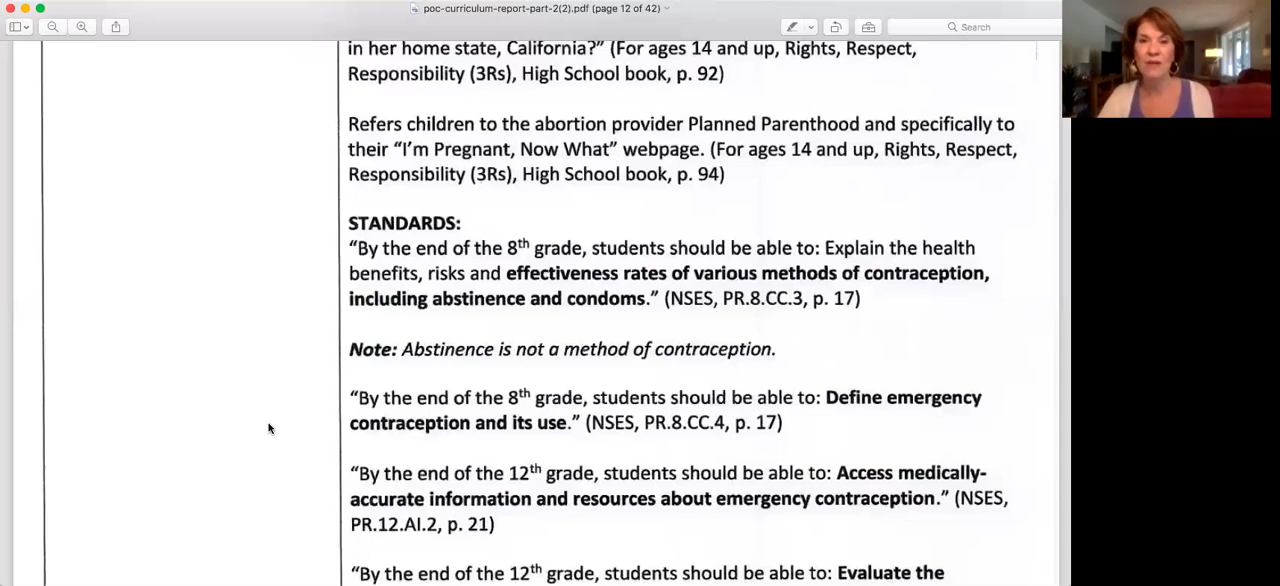 poc-curriculum-report-part-2(2).pdf (page 12 of 42)
Search
in her home state, California?” (For ages 14 and up, Rights, Respect,
Responsibility (3Rs), High School book, p. 92)
Refers children to the abortion provider Planned Parenthood and specifically to
their “I’m Pregnant, Now What” webpage. (For ages 14 and up, Rights, Respect,
Responsibility (3Rs), High School book, p. 94)
STANDARDS:
“By the end of the 8th grade, students should be able to: Explain the health
benefits, risks and effectiveness rates of various methods of contraception,
including abstinence and condoms.” (NSES, PR.8.CC.3, p. 17)
Note: Abstinence is not a method of contraception.
“By the end of the 8th grade, students should be able to: Define emergency
contraception and its use.” (NSES, PR.8.CC.4, p. 17)
“By the end of the 12th grade, students should be able to: Access medically-
accurate information and resources about emergency contraception.” (NSES,
PR.12.AI.2, p. 21)
“By the end of the 12th grade, students should be able to: Evaluate the